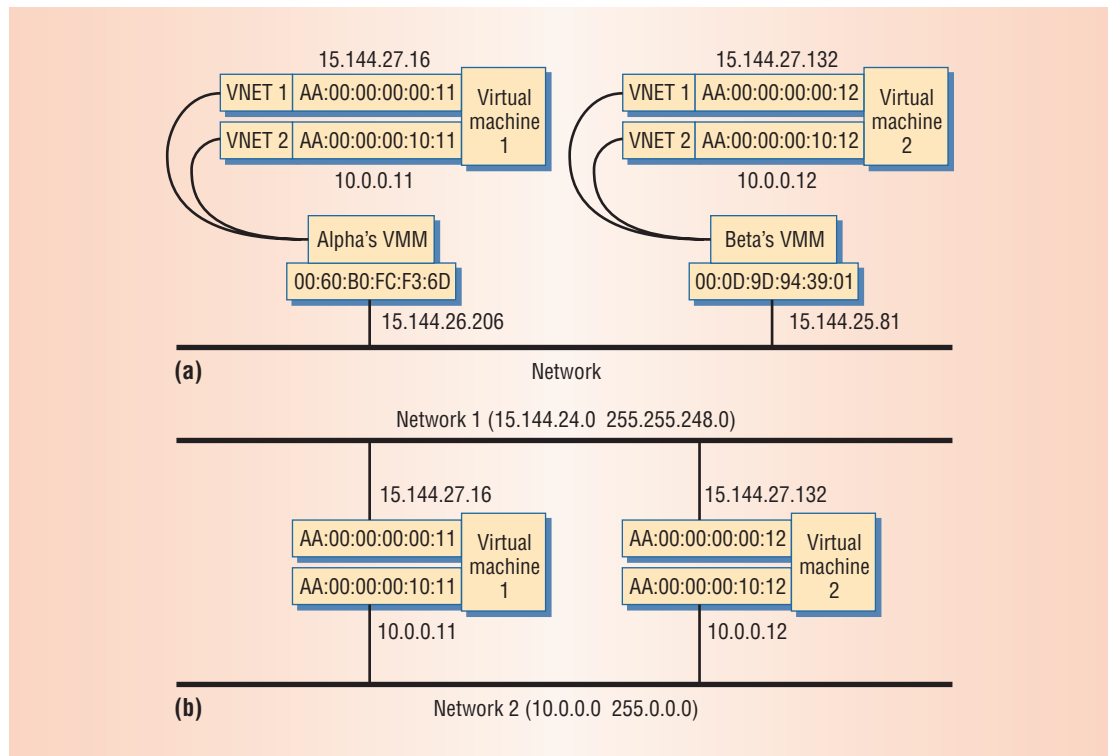 15.144.27.16
15.144.27.132
VNET 1 AA:00:00:00:00:11
VNET 2 AA:00:00:00:10:11
Virtual
machine
1
10.0.0.11
VNET 1 AA:00:00:00:00:12
VNET 2 AA:00:00:00:10:12
Virtual
machine
2
10.0.0.12
Alpha's VMM
00:60:B0:FC:F3:6D
15.144.26.206
Beta's VMM
00:0D:9D:94:39:01
15.144.25.81
(a)
Network
Network 1 (15.144.24.0 255.255.248.0)
15.144.27.16
AA:00:00:00:00:11
AA:00:00:00:10:11
Virtual
machine
1
10.0.0.11
15.144.27.132
AA:00:00:00:00:12
AA:00:00:00:10:12
Virtual
machine
2
10.0.0.12
(b)
Network 2 (10.0.0.0 255.0.0.0)